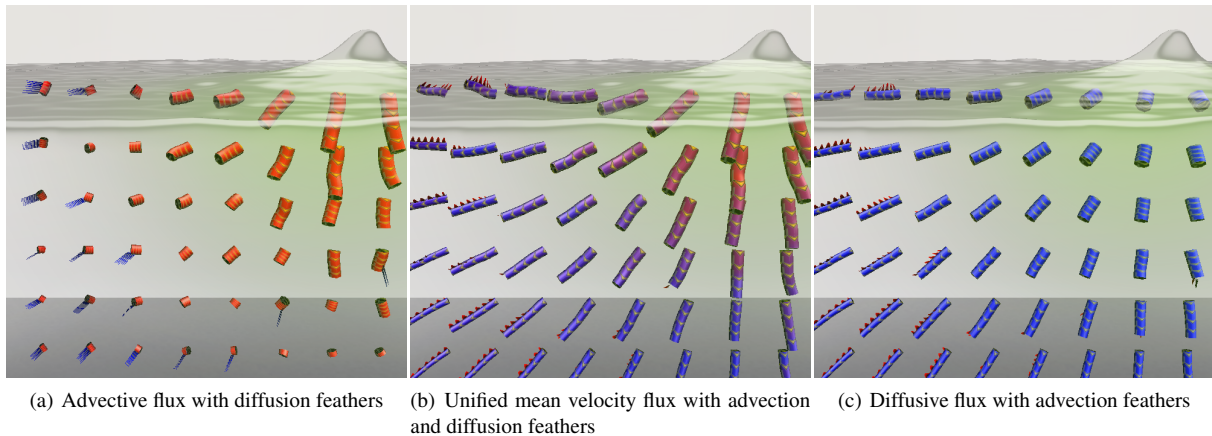 (a) Advective flux with diffusion feathers
(b) Unified mean velocity flux with advection
and diffusion feathers
(c) Diffusive flux with advection feathers